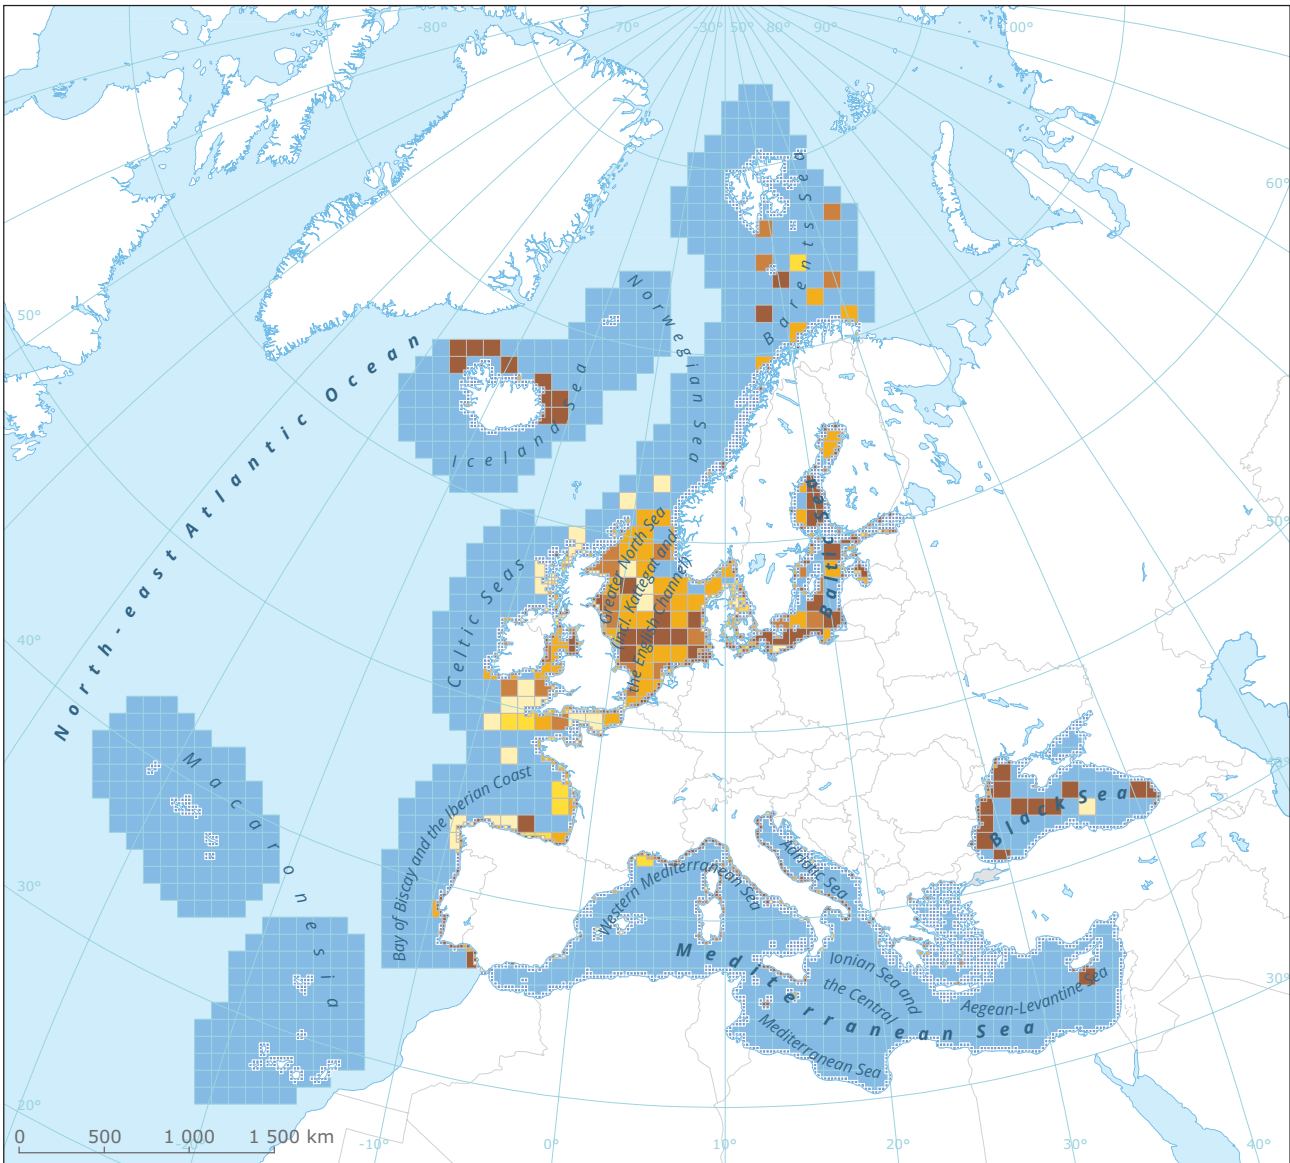 -80°
-70°
-30°
50°
80°
90°
100°
60°
50°
50°
40°
30°
30°
20°
40°
-10°
0°
10°
20°
30°
North-east Atlantic Ocean
Barents Sea
Norwegian Sea
Iceland Sea
Celtic Seas
Greater North Sea
(incl. Kattegat and
the English Channel)
Baltic Sea
Macaronesia
Bay of Biscay and the Iberian Coast
Black Sea
Adriatic Sea
Western Mediterranean Sea
Mediterranean Sea
Ionian Sea and
the Central
Mediterranean Sea
Aegean-Levantine Sea
0 500 1 000 1 500 km